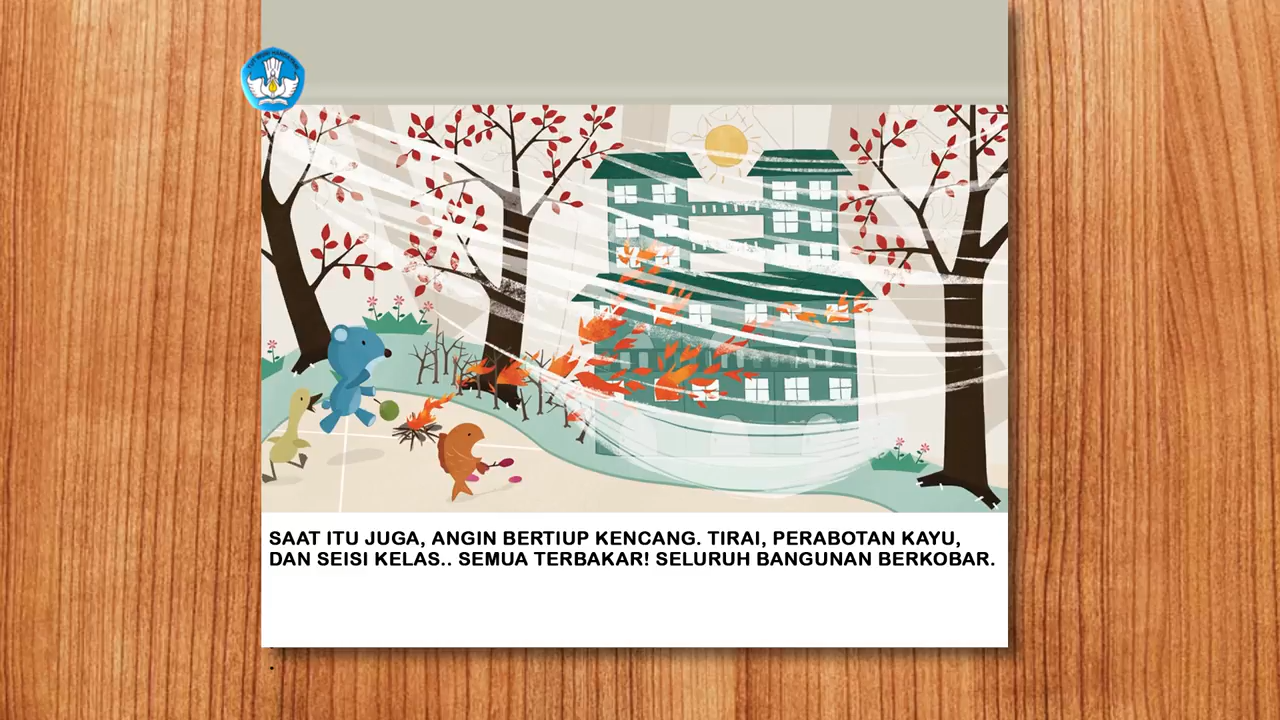 SAAT ITU JUGA, ANGIN BERTIUP KENCANG. TIRAI, PERABOTAN KAYU,
DAN SEISI KELAS.. SEMUA TERBAKAR! SELURUH BANGUNAN BERKOBAR.